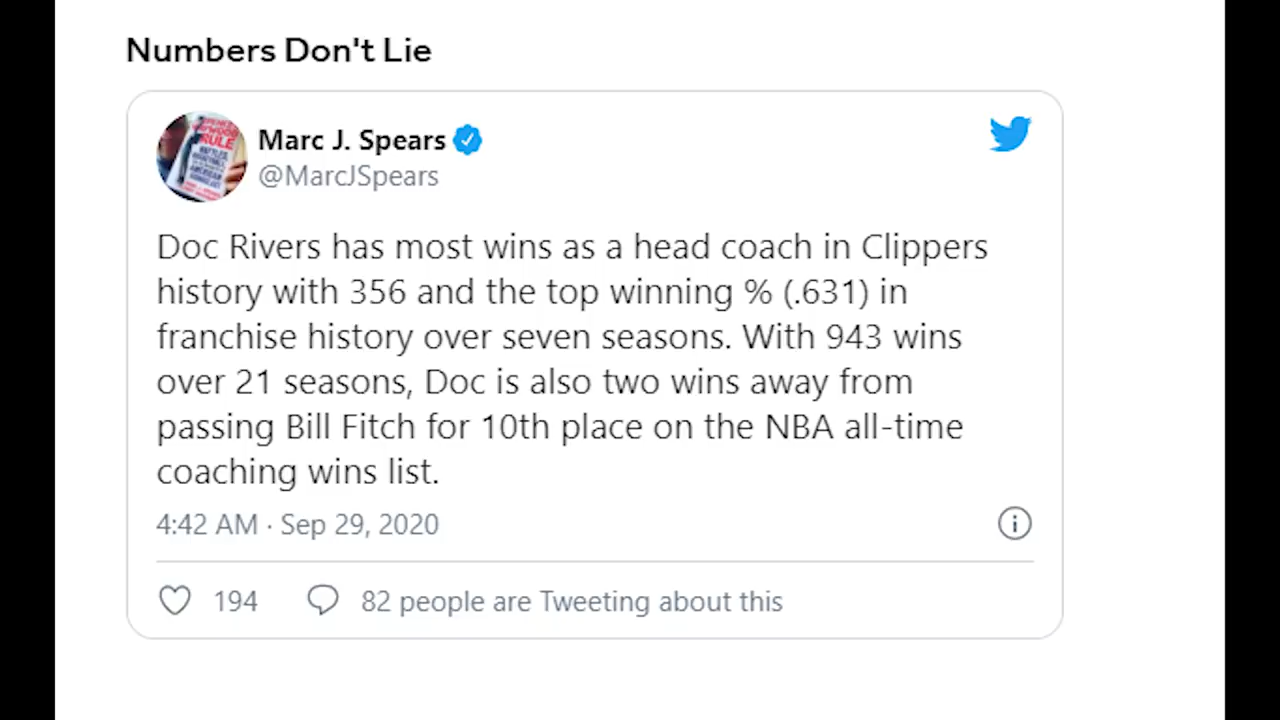 Numbers Don't Lie
Marc J. Spears
@MarcJSpears
RULE
Doc Rivers has most wins as a head coach in Clippers
history with 356 and the top winning % (.631) in
franchise history over seven seasons. With 943 wins
over 21 seasons, Doc is also two wins away from
passing Bill Fitch for 10th place on the NBA all-time
coaching wins list.
4:42 AM · Sep 29, 2020
194
82 people are Tweeting about this